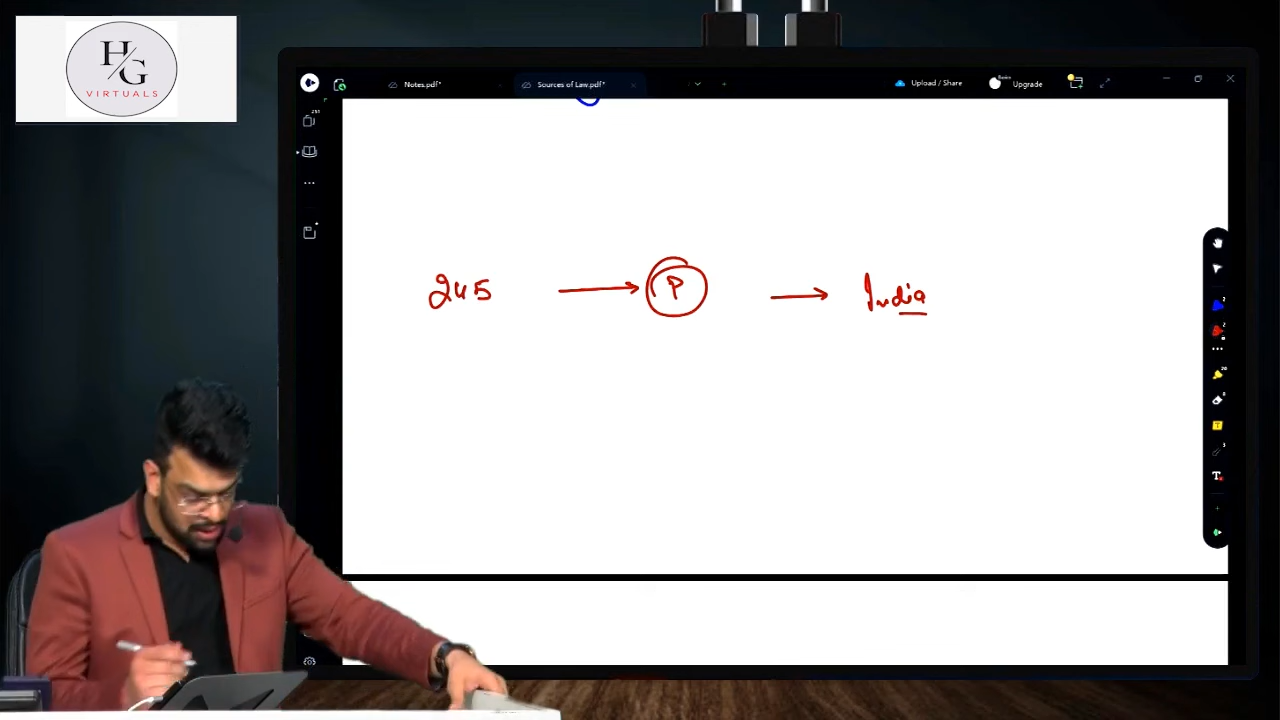 H/G
VIRTUALS
Notes.pdf*
Sources of Law.pdf*
Upload / Share
Upgrade
245 → P → India